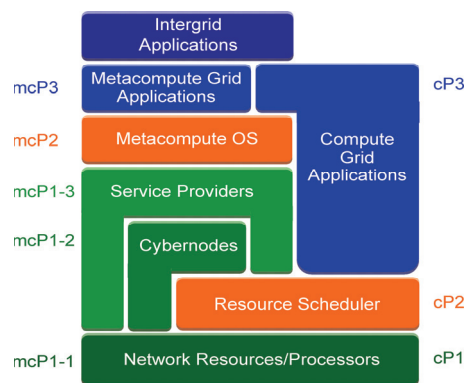 Intergrid
Applications
mcP3
Metacompute Grid
Applications
cP3
mcP2
Metacompute OS
Compute
Grid
Applications
mcP1-3
Service Providers
mcP1-2
Cybernodes
Resource Scheduler
cP2
mcP1-1
Network Resources/Processors
cP1